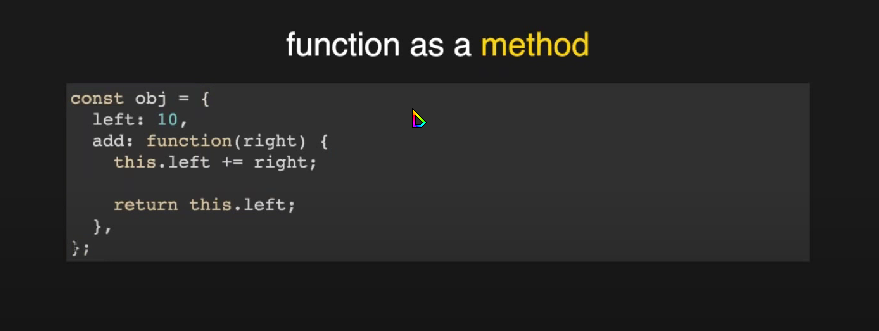 function as a method
const obj = {
  left: 10,
  add: function(right) {
    this.left += right;

    return this.left;
  },
};